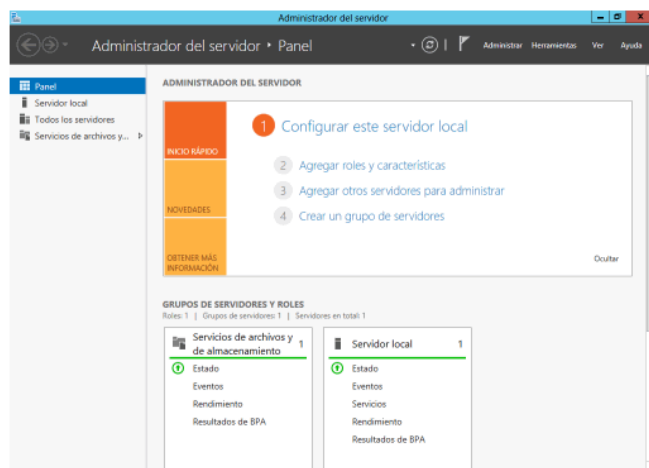 Administrador del servidor
Administrador del servidor • Panel
Administrar Herramientas Ver Ayuda
Panel
Servidor local
Todos los servidores
Servicios de archivos y...
ADMINISTRADOR DEL SERVIDOR
INICIO RÁPIDO
NOVEDADES
OBTENER MÁS
INFORMACIÓN
1 Configurar este servidor local
2 Agregar roles y características
3 Agregar otros servidores para administrar
4 Crear un grupo de servidores
Ocultar
GRUPOS DE SERVIDORES Y ROLES
Roles: 1 | Grupos de servidores: 1 | Servidores en total: 1
Servicios de archivos y
de almacenamiento 1
Estado
Eventos
Rendimiento
Resultados de BPA
Servidor local 1
Estado
Eventos
Servicios
Rendimiento
Resultados de BPA